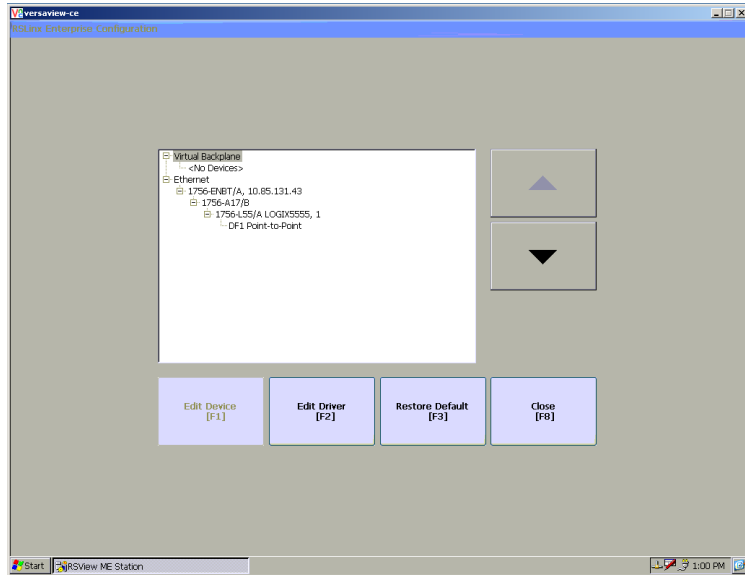 versaview-ce
Virtual Backplane
<No Devices>
Ethernet
1756-ENBT/A, 10.85.131.43
1756-A17/B
1756-L55/A LOGIX5555, 1
DF1 Point-to-Point
Edit Device
[F1]
Edit Driver
[F2]
Restore Default
[F3]
Close
[F8]
Start
RSView ME Station
1:00 PM